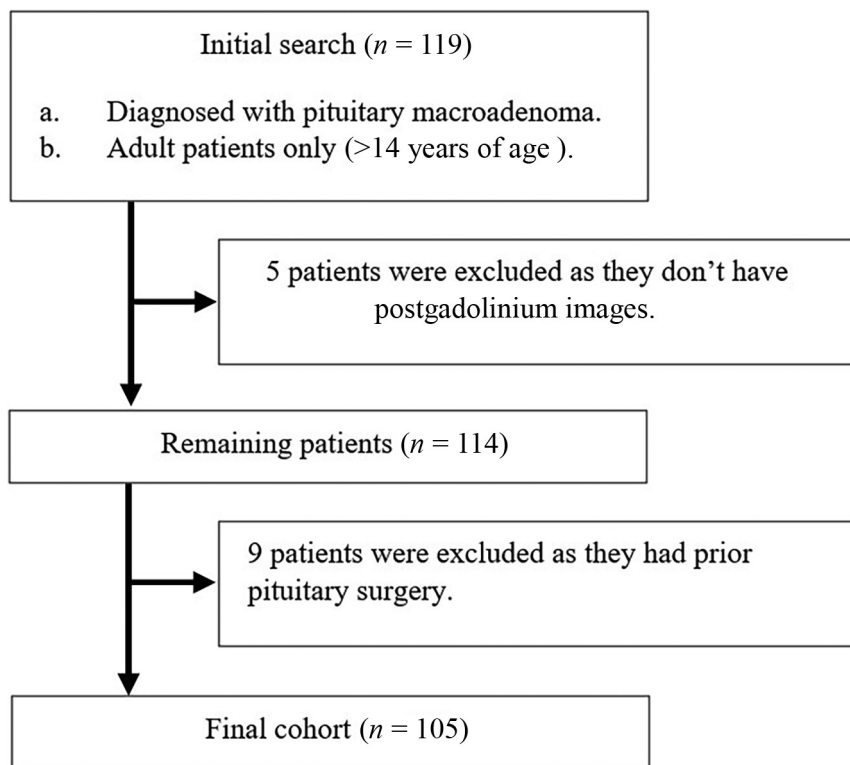 Initial search (n = 119)
a. Diagnosed with pituitary macroadenoma.
b. Adult patients only (>14 years of age ).
5 patients were excluded as they don’t have
postgadolinium images.
Remaining patients (n = 114)
9 patients were excluded as they had prior
pituitary surgery.
Final cohort (n = 105)